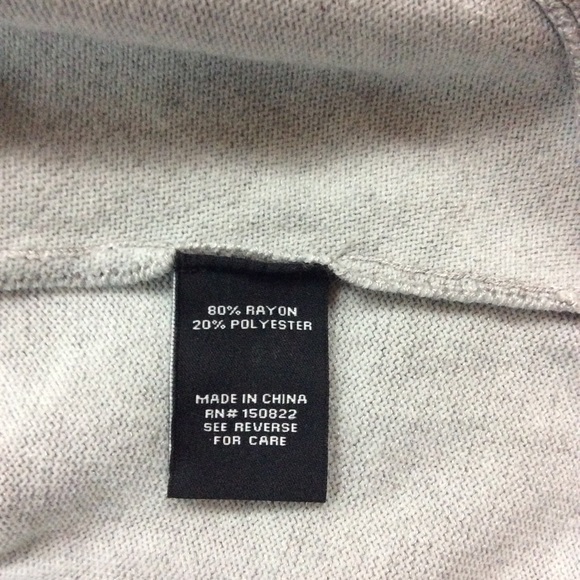 80% RAYON
20% POLYESTER
MADE IN CHINA
RN# 150822
SEE REVERSE
FOR CARE